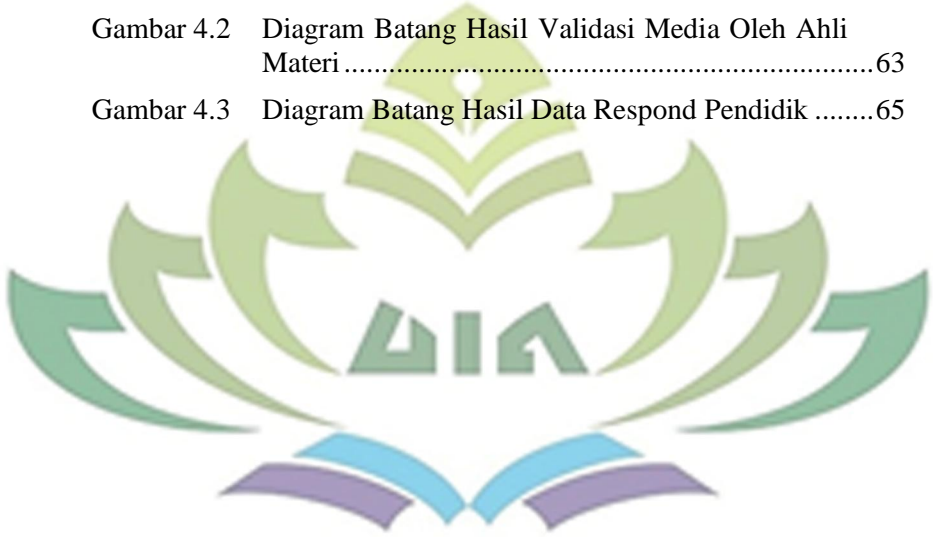 Gambar 4.2 Diagram Batang Hasil Validasi Media Oleh Ahli
Materi ................................................................... 63
Gambar 4.3 Diagram Batang Hasil Data Respond Pendidik ........ 65